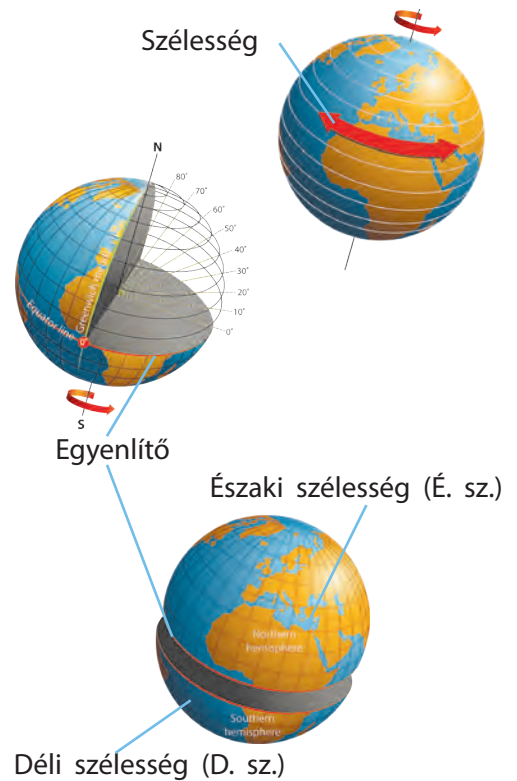 Szélesség
N
80°
70°
60°
50°
40°
30°
20°
10°
0°
Equator line
0°
S
Egyenlítő
Északi szélesség (É. sz.)
Northern
hemisphere
Southern
hemisphere
Déli szélesség (D. sz.)